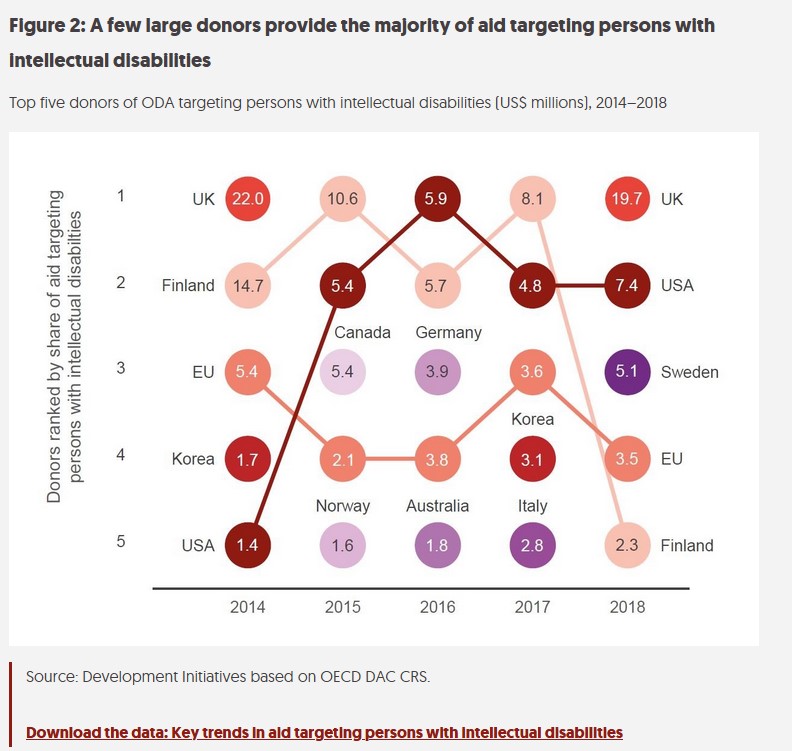 Figure 2: A few large donors provide the majority of aid targeting persons with
intellectual disabilities
Top five donors of ODA targeting persons with intellectual disabilities (US$ millions), 2014–2018
Donors ranked by share of aid targeting
persons with intellectual disabilities
1 UK 22.0 10.6 5.9 8.1 19.7 UK
2 Finland 14.7 5.4 5.7 4.8 7.4 USA
Canada Germany
3 EU 5.4 5.4 3.9 3.6 5.1 Sweden
Korea
4 Korea 1.7 2.1 3.8 3.1 3.5 EU
Norway Australia Italy
5 USA 1.4 1.6 1.8 2.8 2.3 Finland
2014 2015 2016 2017 2018
Source: Development Initiatives based on OECD DAC CRS.
Download the data: Key trends in aid targeting persons with intellectual disabilities